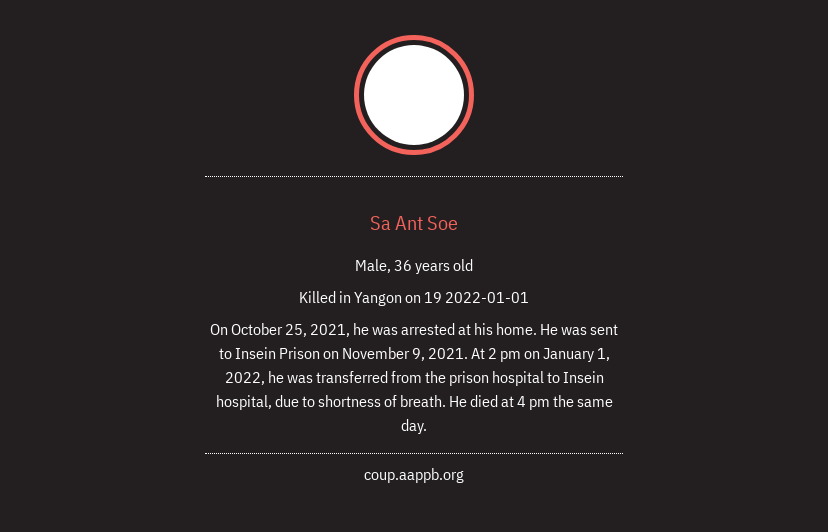 Sa Ant Soe
Male, 36 years old
Killed in Yangon on 19 2022-01-01
On October 25, 2021, he was arrested at his home. He was sent
to Insein Prison on November 9, 2021. At 2 pm on January 1,
2022, he was transferred from the prison hospital to Insein
hospital, due to shortness of breath. He died at 4 pm the same
day.
coup.aappb.org